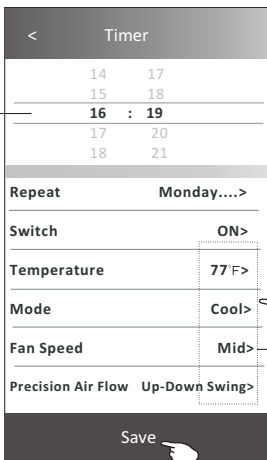 < Timer
14 17
15 18
16 : 19
17 20
18 21
Repeat Monday....>
Switch ON>
Temperature 77°F>
Mode Cool>
Fan Speed Mid>
Precision Air Flow Up-Down Swing>
Save